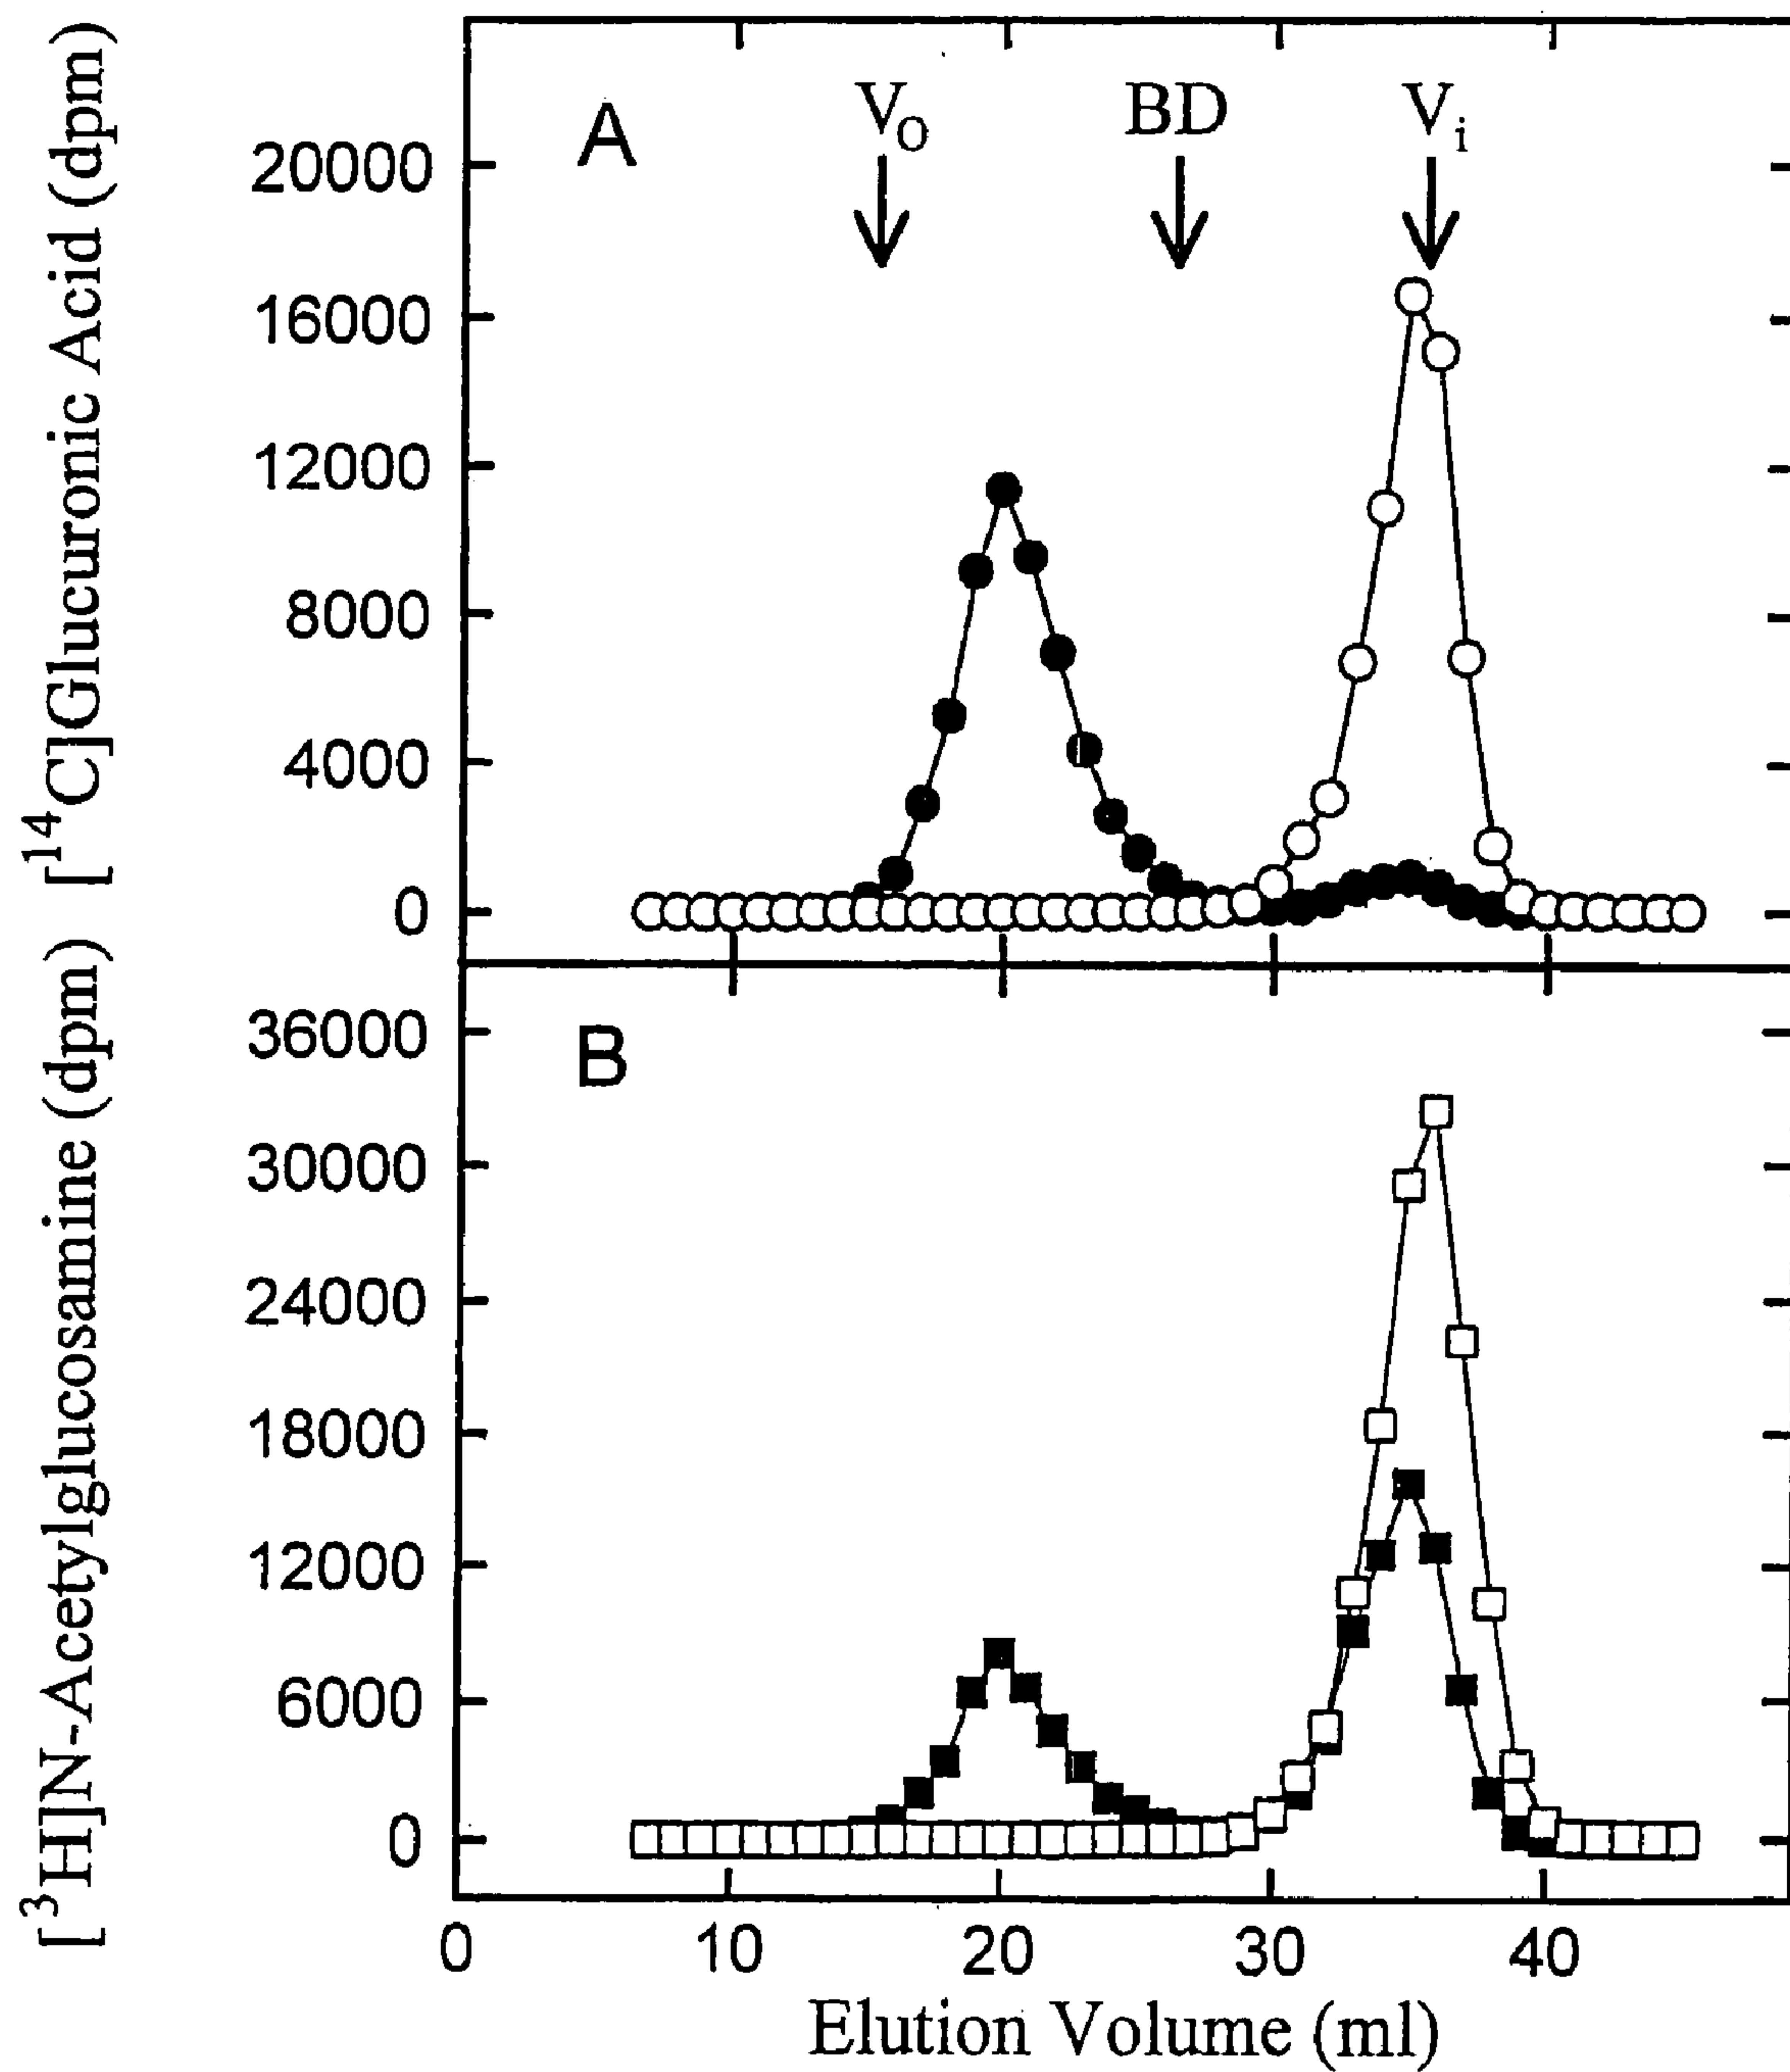 [¹⁴C]Glucuronic Acid (dpm)
A
V₀
BD
Vᵢ
20000
16000
12000
8000
4000
0
[³H]N-Acetylglucosamine (dpm)
B
36000
30000
24000
18000
12000
6000
0
0 10 20 30 40
Elution Volume (ml)